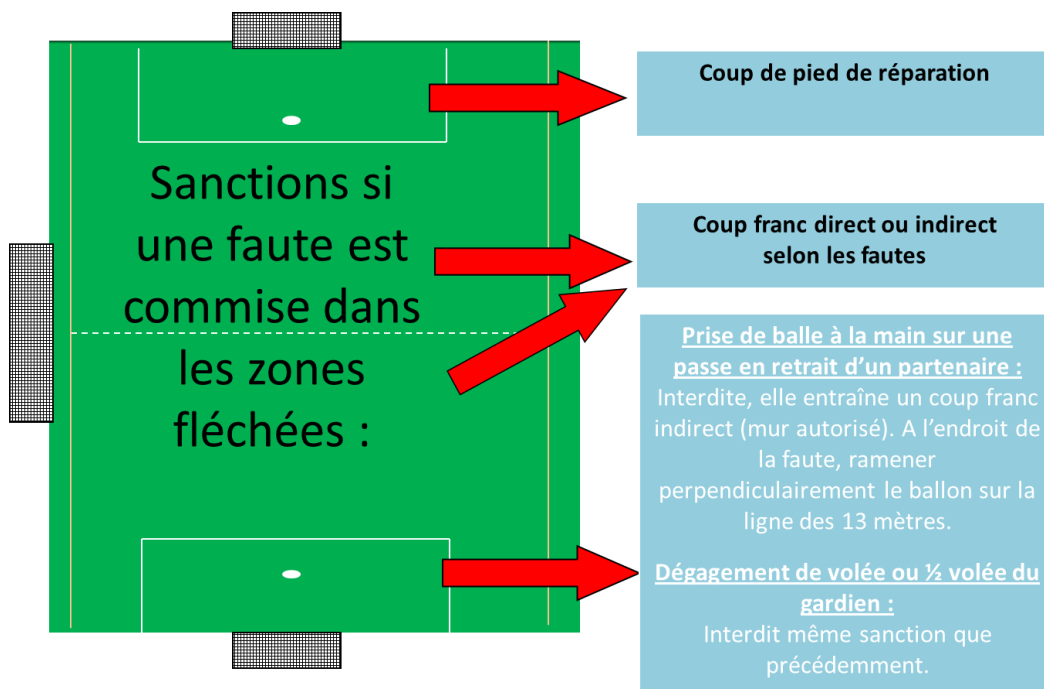 Sanctions si
une faute est
commise dans
les zones
fléchées :
Coup de pied de réparation
Coup franc direct ou indirect
selon les fautes
Prise de balle à la main sur une
passe en retrait d’un partenaire :
Interdite, elle entraîne un coup franc
indirect (mur autorisé). A l’endroit de
la faute, ramener
perpendiculairement le ballon sur la
ligne des 13 mètres.
Dégagement de volée ou ½ volée du
gardien :
Interdit même sanction que
précédemment.